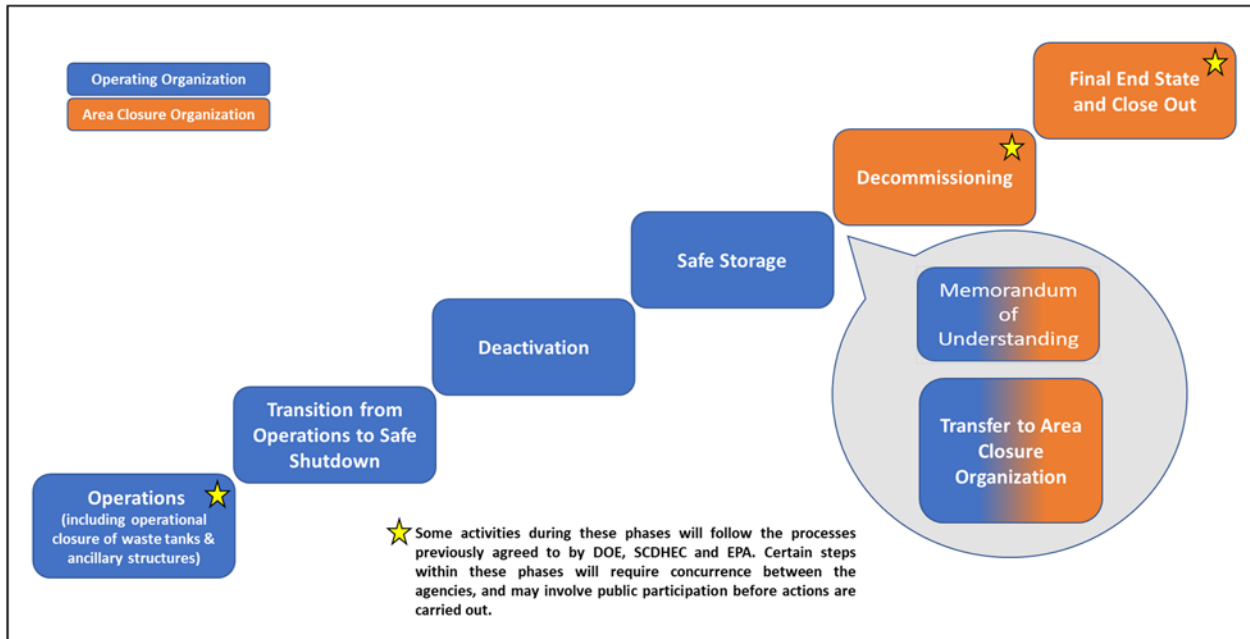 Operating Organization
Area Closure Organization
Final End State
and Close Out
Decommissioning
Safe Storage
Memorandum
of
Understanding
Deactivation
Transfer to Area
Closure
Organization
Transition from
Operations to Safe
Shutdown
Operations
(including operational
closure of waste tanks &
ancillary structures)
Some activities during these phases will follow the processes
previously agreed to by DOE, SCDHEC and EPA. Certain steps
within these phases will require concurrence between the
agencies, and may involve public participation before actions are
carried out.